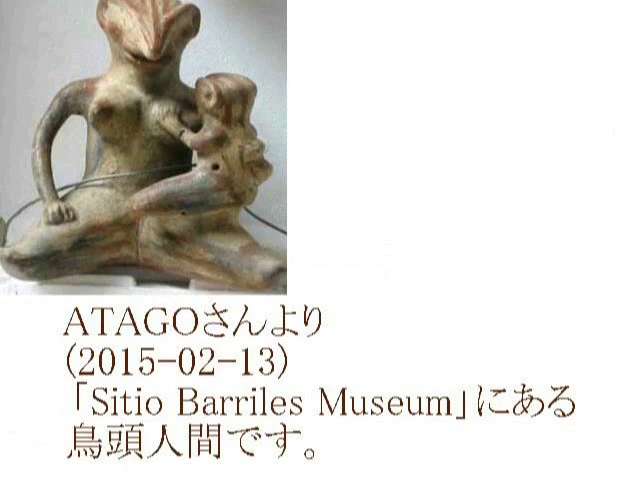 ATAGOさんより
(2015-02-13)
「Sitio Barriles Museum」にある
鳥頭人間です。